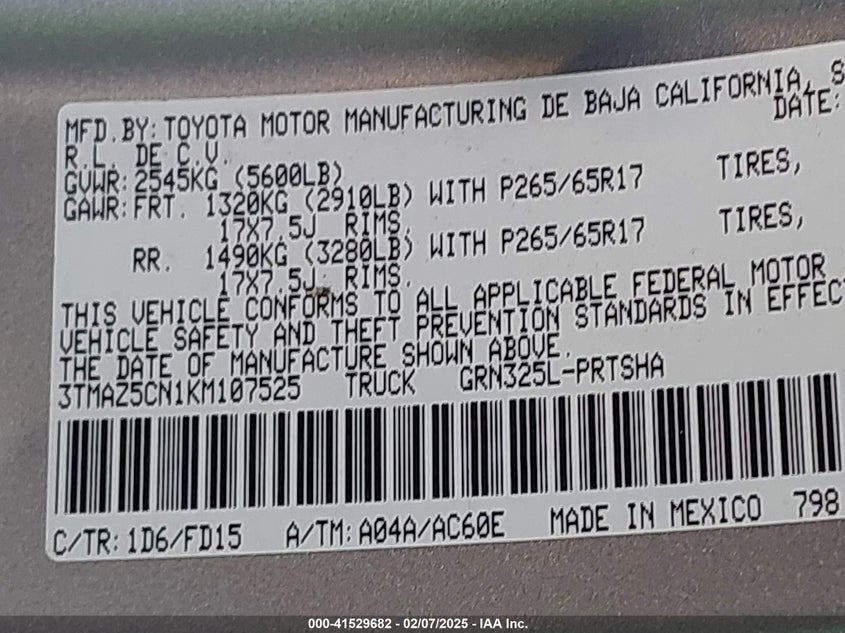 MFD.BY: TOYOTA MOTOR MANUFACTURING DE BAJA CALIFORNIA, S
R.L. DE C.V. DATE:
GVWR: 2545KG (5600LB)
GAWR: FRT. 1320KG (2910LB) WITH P265/65R17 TIRES,
17X7.5J RIMS.
RR. 1490KG (3280LB) WITH P265/65R17 TIRES,
17X7.5J RIMS.
THIS VEHICLE CONFORMS TO ALL APPLICABLE FEDERAL MOTOR
VEHICLE SAFETY AND THEFT PREVENTION STANDARDS IN EFFEC
THE DATE OF MANUFACTURE SHOWN ABOVE.
3TMAZ5CN1KM107525 TRUCK GRN325L-PRTSHA
C/TR: 1D6/FD15 A/TM: A04A/AC60E MADE IN MEXICO 798
000-41529682 - 02/07/2025 - IAA Inc.